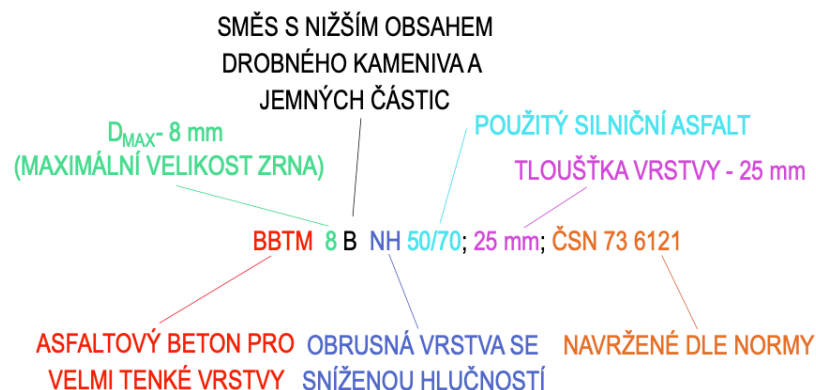 SMĚS S NIŽŠÍM OBSAHEM
DROBNÉHO KAMENIVA A
JEMNÝCH ČÁSTIC
DMAX- 8 mm
(MAXIMÁLNÍ VELIKOST ZRNA)
POUŽITÝ SILNIČNÍ ASFALT
TLOUŠŤKA VRSTVY - 25 mm
BBTM 8 B NH 50/70; 25 mm; ČSN 73 6121
ASFALTOVÝ BETON PRO
VELMI TENKÉ VRSTVY
OBRUSNÁ VRSTVA SE
SNÍŽENOU HLUČNOSTÍ
NAVRŽENÉ DLE NORMY